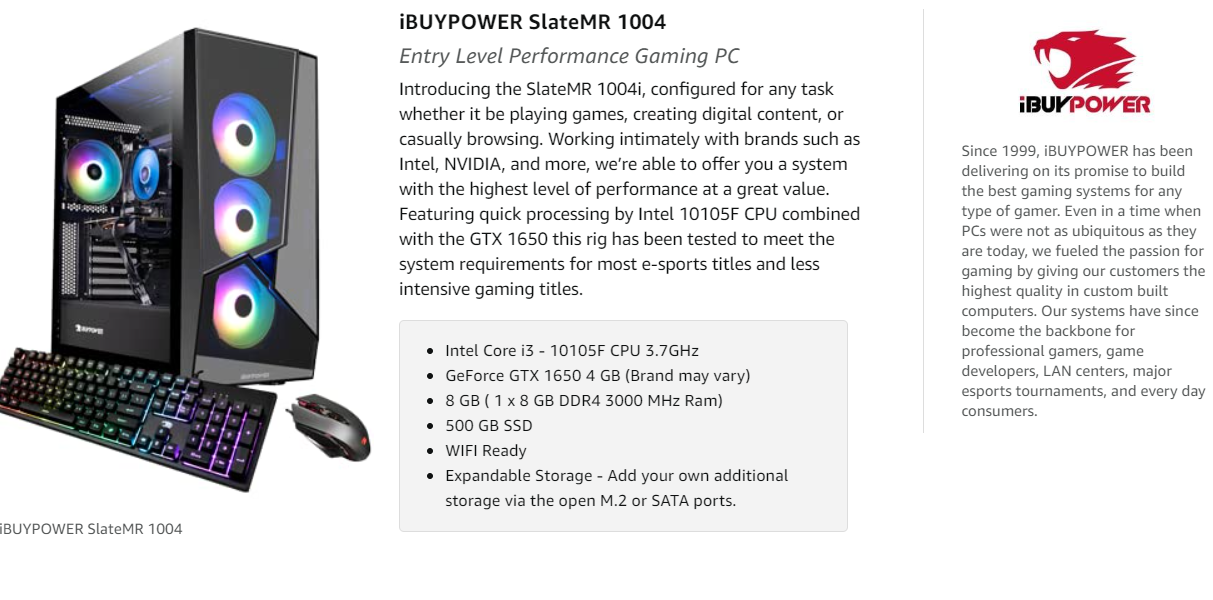 iBUYPOWER SlateMR 1004
Entry Level Performance Gaming PC
Introducing the SlateMR 1004i, configured for any task
whether it be playing games, creating digital content, or
casually browsing. Working intimately with brands such as
Intel, NVIDIA, and more, we’re able to offer you a system
with the highest level of performance at a great value.
Featuring quick processing by Intel 10105F CPU combined
with the GTX 1650 this rig has been tested to meet the
system requirements for most e-sports titles and less
intensive gaming titles.
Intel Core i3 - 10105F CPU 3.7GHz
GeForce GTX 1650 4 GB (Brand may vary)
8 GB ( 1 x 8 GB DDR4 3000 MHz Ram)
500 GB SSD
WIFI Ready
Expandable Storage - Add your own additional
storage via the open M.2 or SATA ports.
iBUYPOWER
iBUYPOWER SlateMR 1004
iBUYPOWER
Since 1999, iBUYPOWER has been
delivering on its promise to build
the best gaming systems for any
type of gamer. Even in a time when
PCs were not as ubiquitous as they
are today, we fueled the passion for
gaming by giving our customers the
highest quality in custom built
computers. Our systems have since
become the backbone for
professional gamers, game
developers, LAN centers, major
esports tournaments, and every day
consumers.